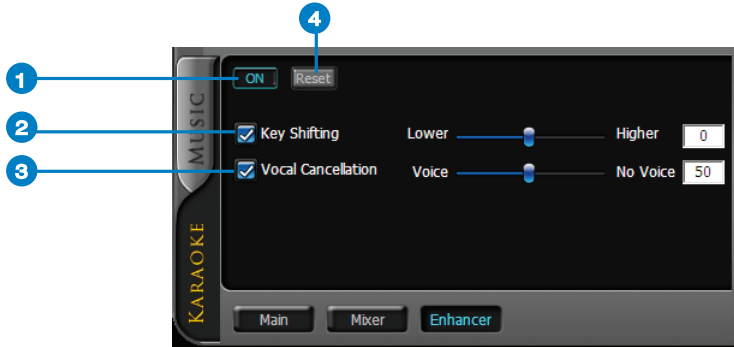 4
1
ON Reset
MUSIC
2
Key Shifting Lower Higher 0
3
Vocal Cancellation Voice No Voice 50
KARAOKE
Main Mixer Enhancer